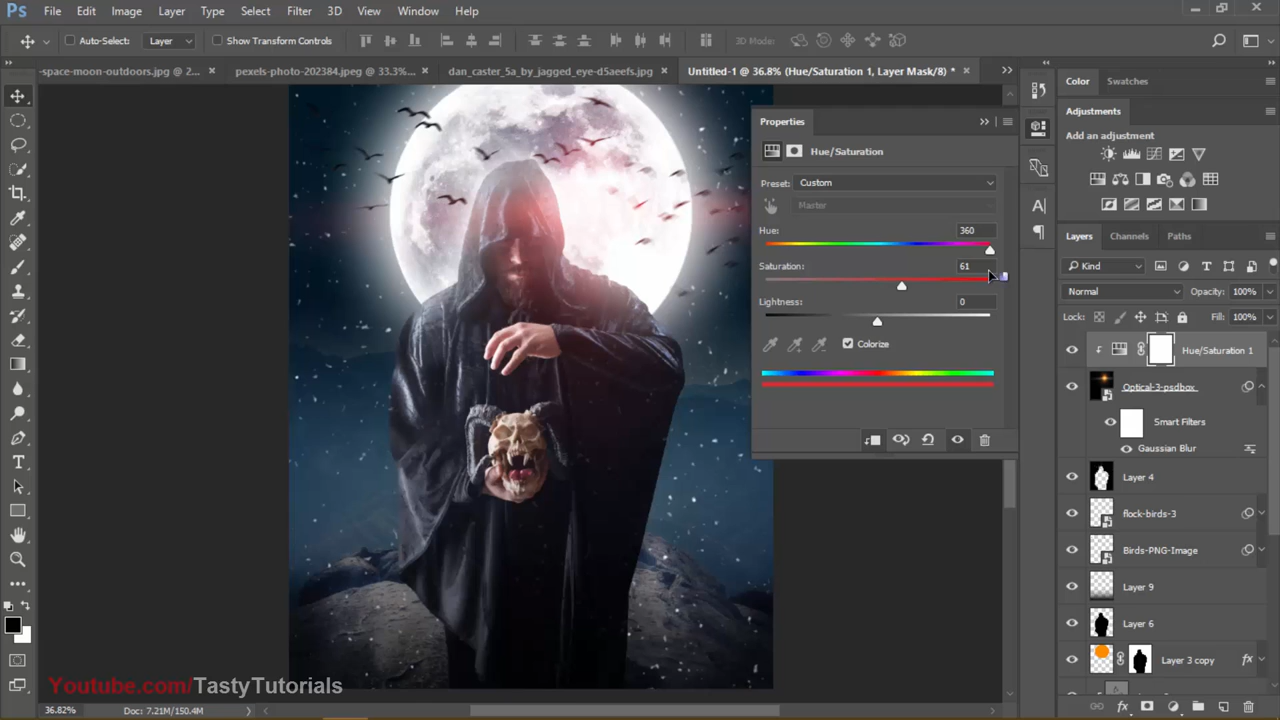 Ps File Edit Image Layer Type Select Filter 3D View Window Help
Auto-Select: Layer Show Transform Controls 3D Mode:
-space-moon-outdoors.jpg @ 2... × pexels-photo-202384.jpeg @ 33.3%... × dan_caster_5a_by_jagged_eye-d5aeefs.jpg × Untitled-1 @ 36.8% (Hue/Saturation 1, Layer Mask/8) * ×
Properties
Hue/Saturation
Preset: Custom
Master
Hue: 360
Saturation: 61
Lightness: 0
Colorize
Color Swatches
Adjustments
Add an adjustment
Layers Channels Paths
Kind
Normal Opacity: 100%
Lock: Fill: 100%
Hue/Saturation 1
Optical-3-psdbox
Smart Filters
Gaussian Blur
Layer 4
flock-birds-3
Birds-PNG-Image
Layer 9
Layer 6
Layer 3 copy fx
Youtube.com/TastyTutorials
36.82% Doc: 7.21M/150.4M